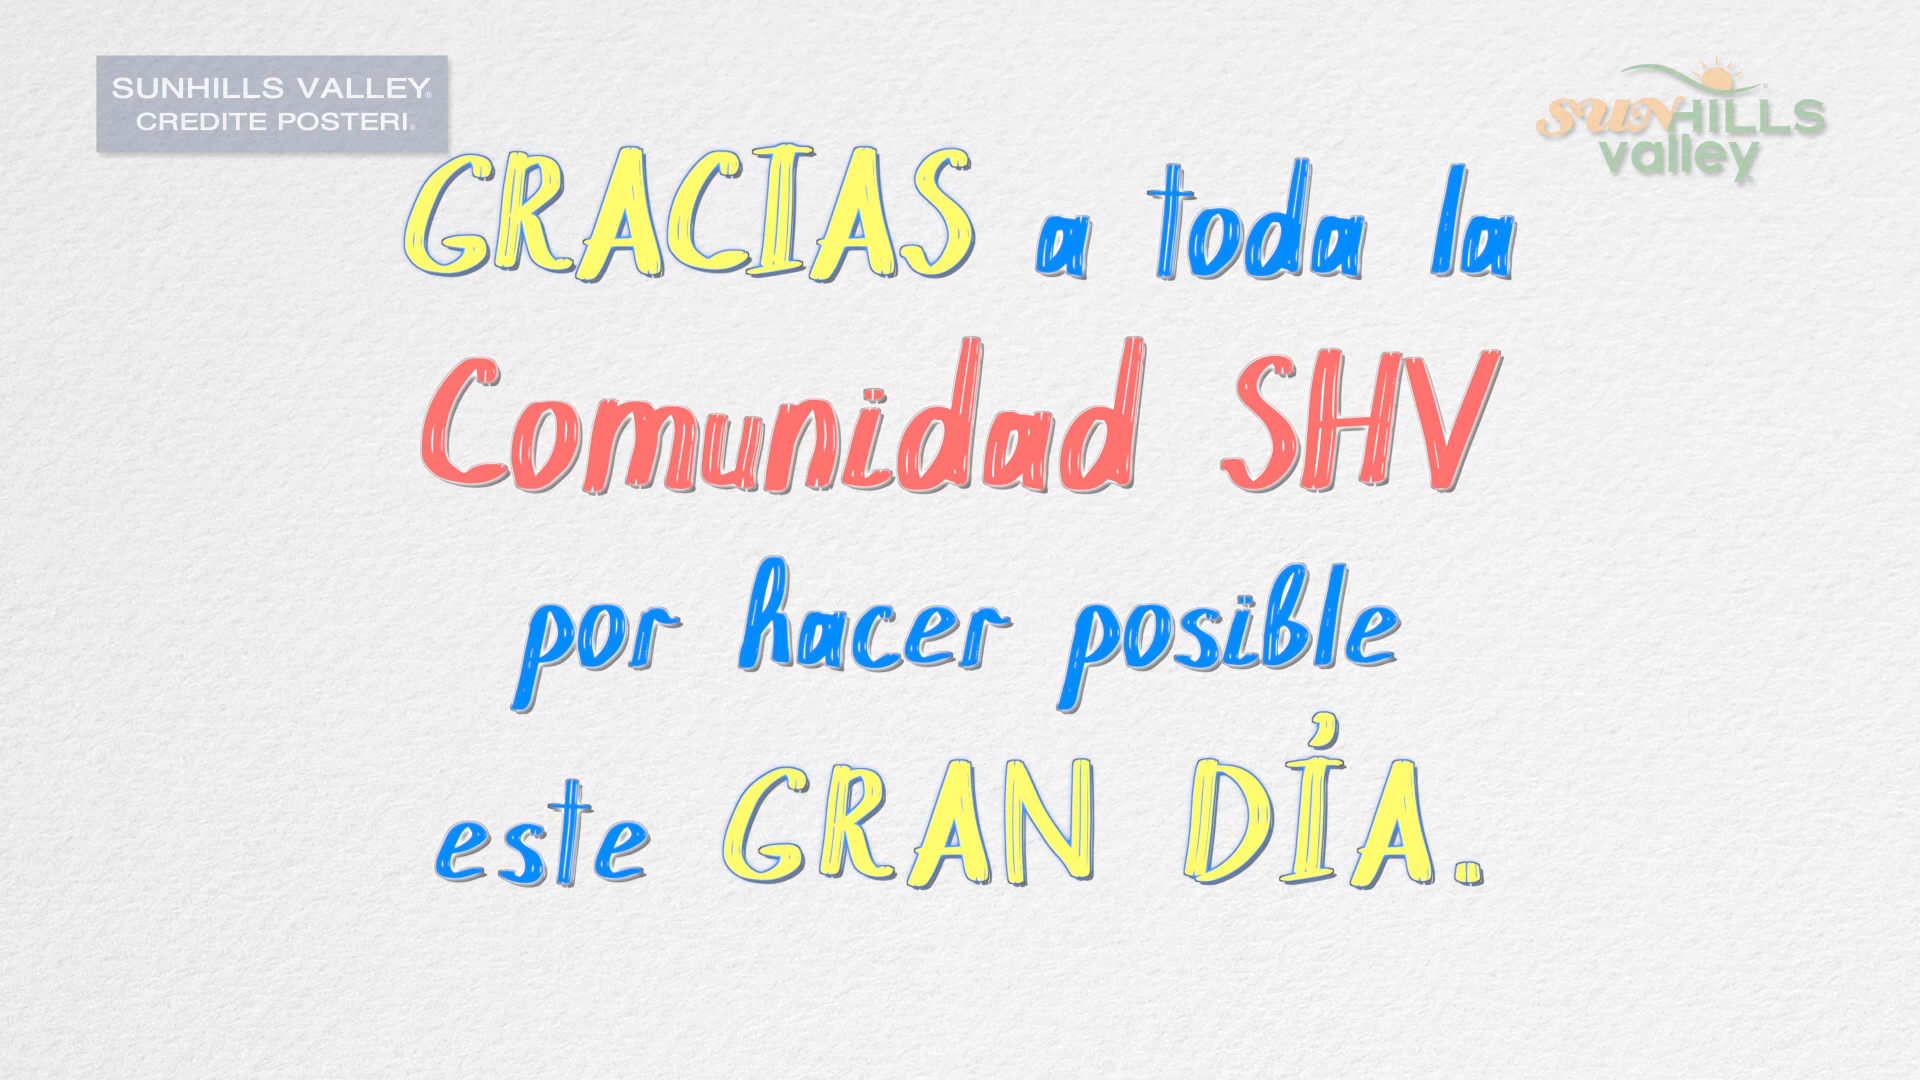 SUNHILLS VALLEY®
CREDITE POSTERI®
SUNHILLS
valley
GRACIAS a toda la
Comunidad SHV
por hacer posible
este GRAN DÍA.